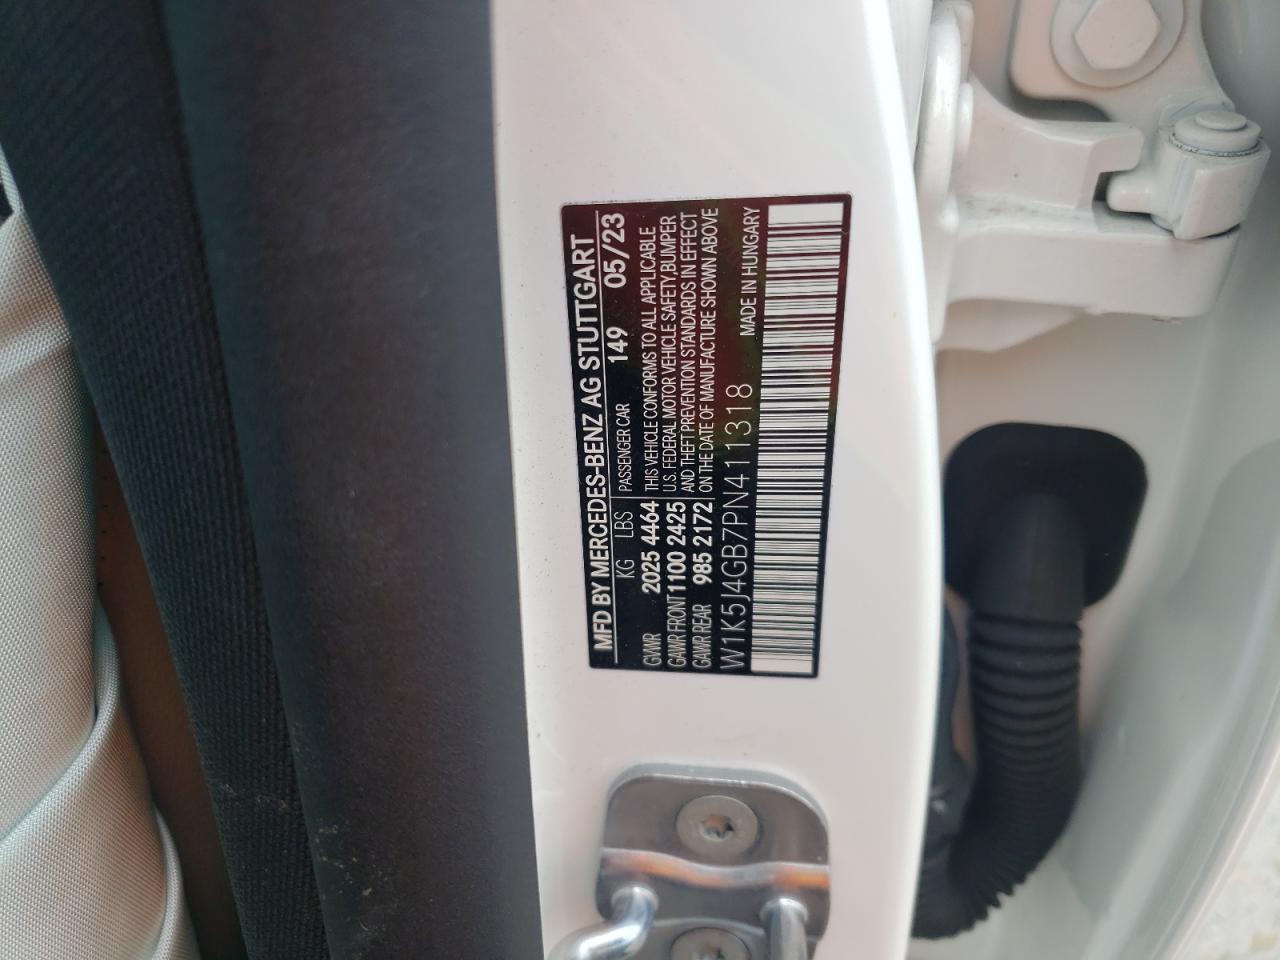 MFD BY MERCEDES-BENZ AG STUTTGART
KG LBS PASSENGER CAR 149 05/23
GVWR 2025 4464 THIS VEHICLE CONFORMS TO ALL APPLICABLE
GAWR FRONT 1100 2425 U.S. FEDERAL MOTOR VEHICLE SAFETY,BUMPER
GAWR REAR 985 2172 AND THEFT PREVENTION STANDARDS IN EFFECT
ON THE DATE OF MANUFACTURE SHOWN ABOVE
W1K5J4GB7PN411318 MADE IN HUNGARY